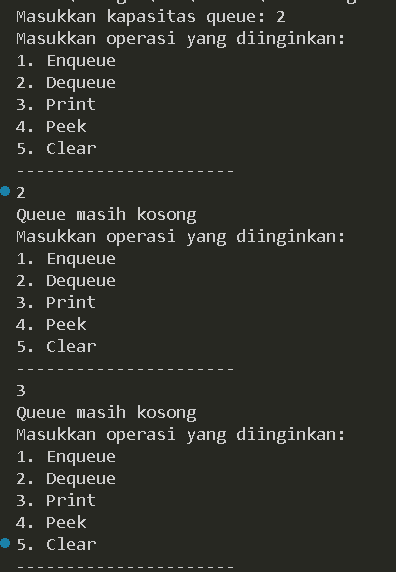 Masukkan kapasitas queue: 2
Masukkan operasi yang diinginkan:
1. Enqueue
2. Dequeue
3. Print
4. Peek
5. Clear
----------------------
2
Queue masih kosong
Masukkan operasi yang diinginkan:
1. Enqueue
2. Dequeue
3. Print
4. Peek
5. Clear
----------------------
3
Queue masih kosong
Masukkan operasi yang diinginkan:
1. Enqueue
2. Dequeue
3. Print
4. Peek
5. Clear
----------------------